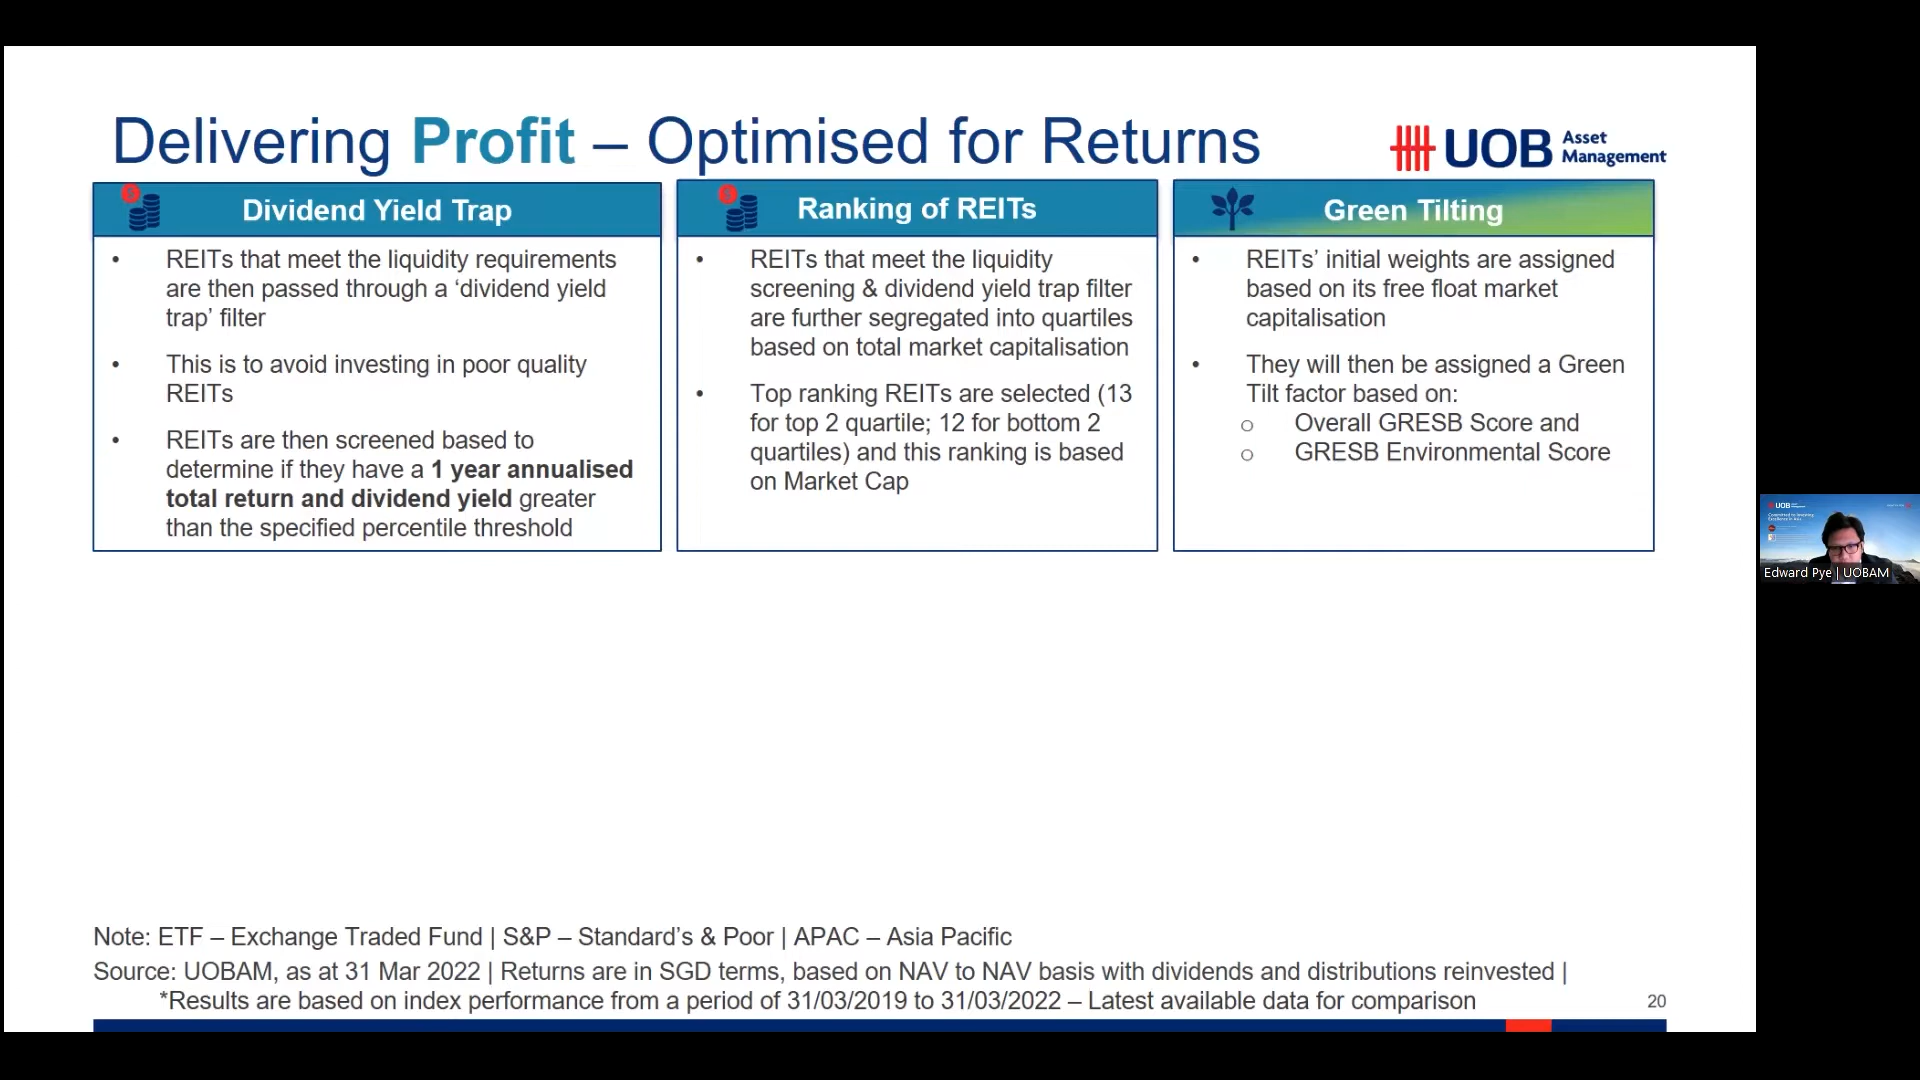 Delivering Profit – Optimised for Returns
UOB Asset Management
Dividend Yield Trap
• REITs that meet the liquidity requirements
are then passed through a ‘dividend yield
trap’ filter
• This is to avoid investing in poor quality
REITs
• REITs are then screened based to
determine if they have a 1 year annualised
total return and dividend yield greater
than the specified percentile threshold
Ranking of REITs
• REITs that meet the liquidity
screening & dividend yield trap filter
are further segregated into quartiles
based on total market capitalisation
• Top ranking REITs are selected (13
for top 2 quartile; 12 for bottom 2
quartiles) and this ranking is based
on Market Cap
Green Tilting
• REITs’ initial weights are assigned
based on its free float market
capitalisation
• They will then be assigned a Green
Tilt factor based on:
○ Overall GRESB Score and
○ GRESB Environmental Score
Note: ETF – Exchange Traded Fund | S&P – Standard’s & Poor | APAC – Asia Pacific
Source: UOBAM, as at 31 Mar 2022 | Returns are in SGD terms, based on NAV to NAV basis with dividends and distributions reinvested |
*Results are based on index performance from a period of 31/03/2019 to 31/03/2022 – Latest available data for comparison
20
UOB
Edward Pye | UOBAM